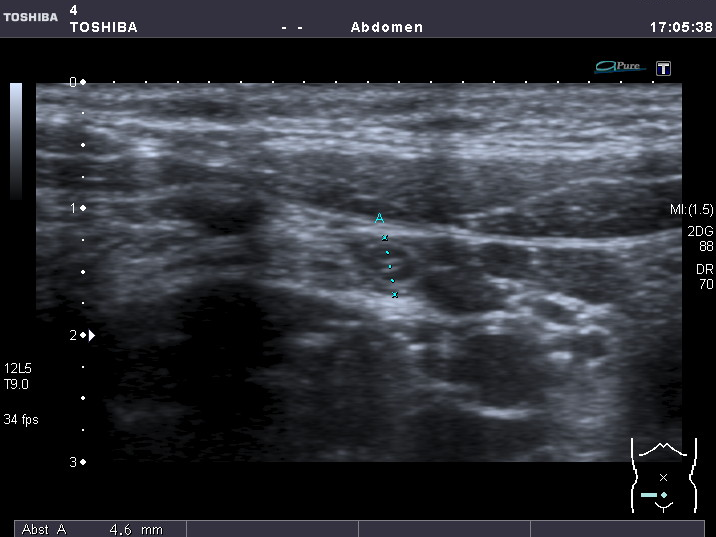 TOSHIBA
4
TOSHIBA - - Abdomen 17:05:38
aPure T
0
1
2
3
A
MI:(1.5)
2DG
88
DR
70
12L5
T9.0
34 fps
Abst A 4.6 mm